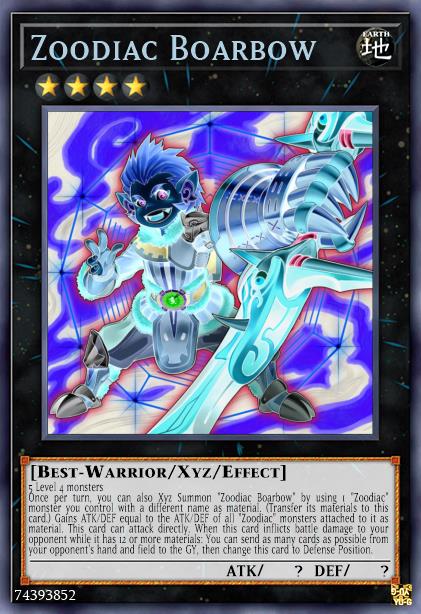 Zoodiac Boarbow
EARTH
地
[Best-Warrior/Xyz/Effect]
5 Level 4 monsters
Once per turn, you can also Xyz Summon "Zoodiac Boarbow" by using 1 "Zoodiac"
monster you control with a different name as material. (Transfer its materials to this
card.) Gains ATK/DEF equal to the ATK/DEF of all "Zoodiac" monsters attached to it as
material. This card can attack directly. When this card inflicts battle damage to your
opponent while it has 12 or more materials: You can send as many cards as possible from
your opponent's hand and field to the GY, then change this card to Defense Position.
ATK/ ? DEF/ ?
74393852